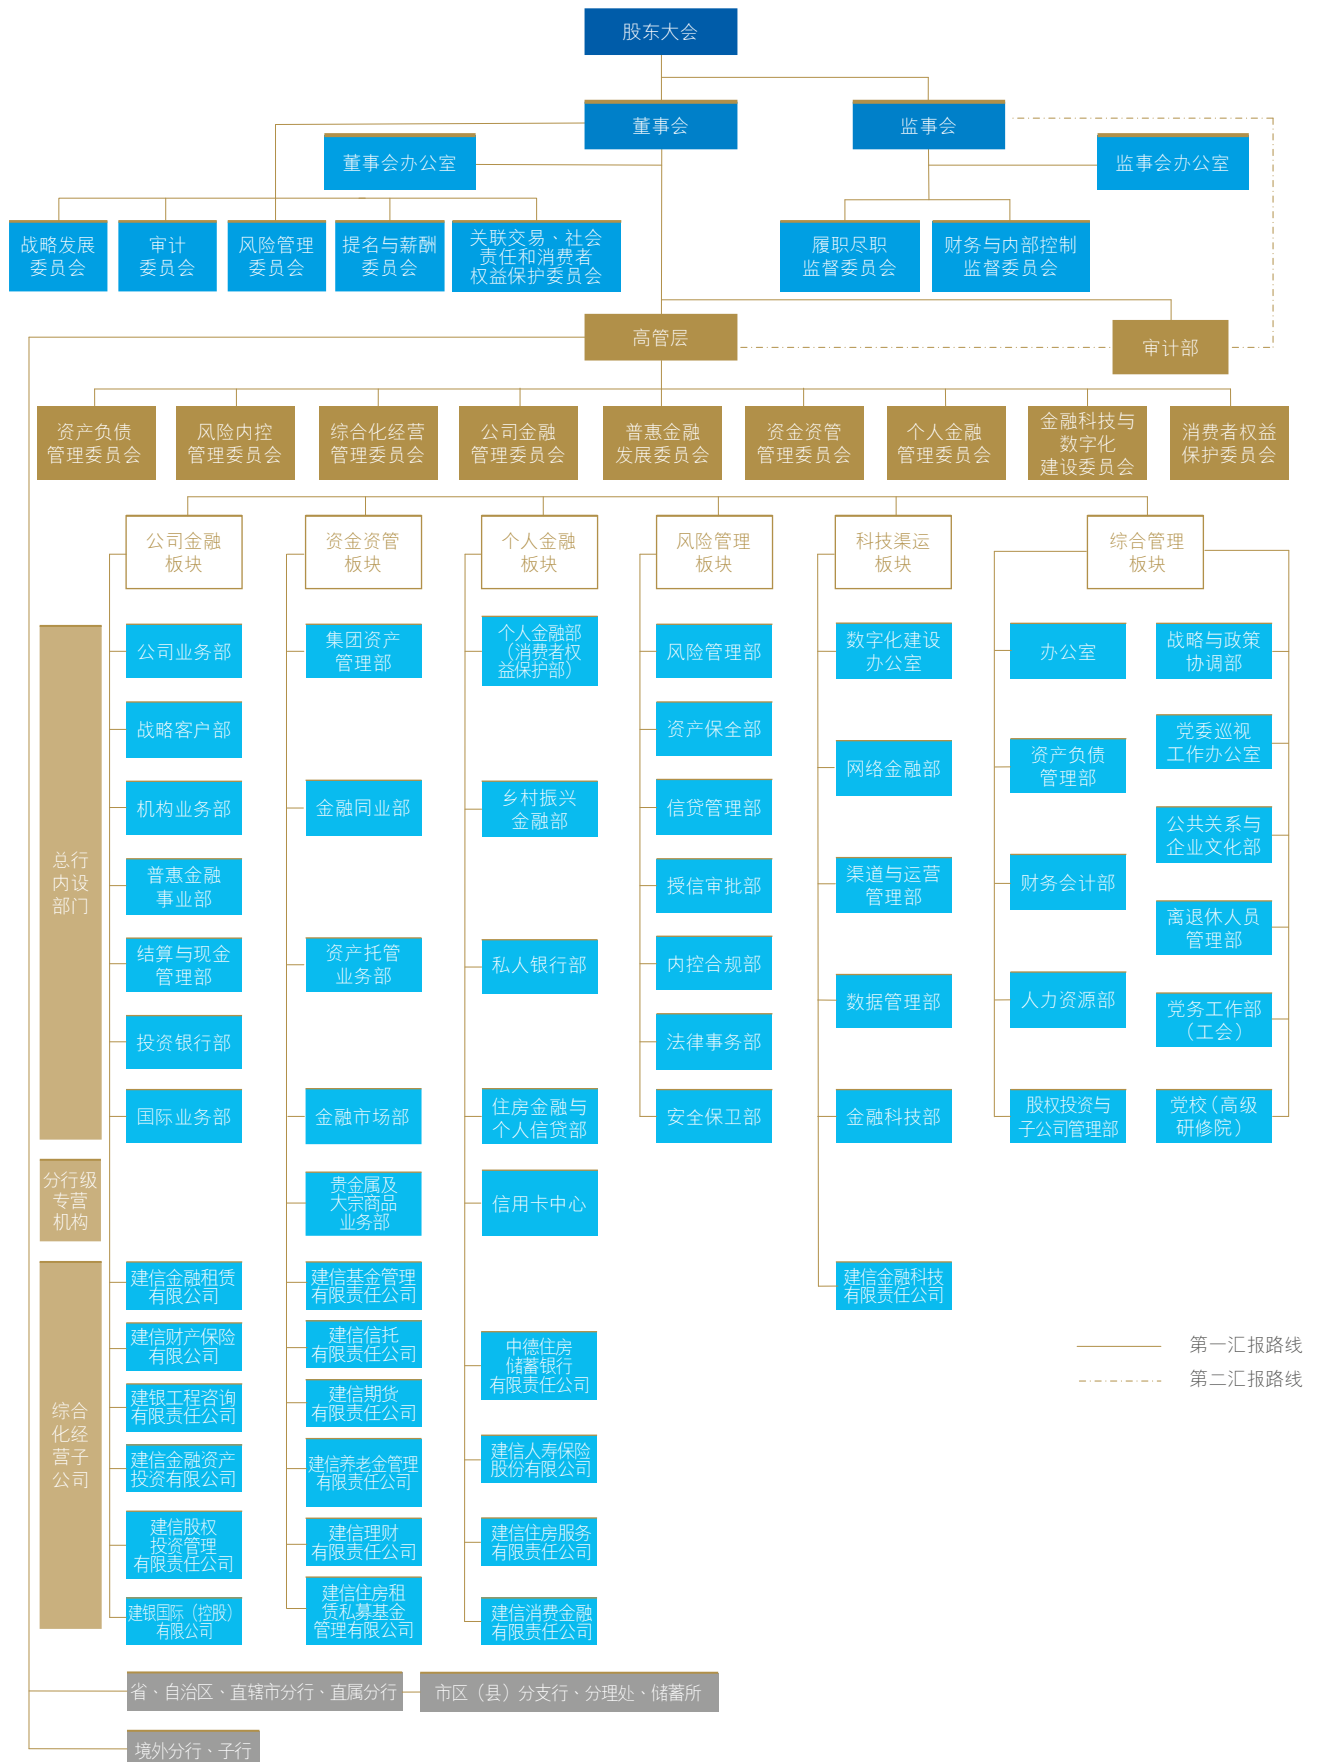 股东大会
董事会
监事会
董事会办公室
监事会办公室
战略发展
委员会
审计
委员会
风险管理
委员会
提名与薪酬
委员会
关联交易、社会
责任和消费者
权益保护委员会
履职尽职
监督委员会
财务与内部控制
监督委员会
高管层
审计部
资产负债
管理委员会
风险内控
管理委员会
综合化经营
管理委员会
公司金融
管理委员会
普惠金融
发展委员会
资金资管
管理委员会
个人金融
管理委员会
金融科技与
数字化
建设委员会
消费者权益
保护委员会
公司金融
板块
资金资管
板块
个人金融
板块
风险管理
板块
科技渠运
板块
综合管理
板块
总行
内设
部门
公司业务部
战略客户部
机构业务部
普惠金融
事业部
结算与现金
管理部
投资银行部
国际业务部
集团资产
管理部
金融同业部
资产托管
业务部
金融市场部
个人金融部
（消费者权
益保护部）
乡村振兴
金融部
私人银行部
住房金融与
个人信贷部
风险管理部
资产保全部
信贷管理部
授信审批部
内控合规部
法律事务部
安全保卫部
数字化建设
办公室
网络金融部
渠道与运营
管理部
数据管理部
金融科技部
办公室
资产负债
管理部
财务会计部
人力资源部
股权投资与
子公司管理部
战略与政策
协调部
党委巡视
工作办公室
公共关系与
企业文化部
离退休人员
管理部
党务工作部
（工会）
党校（高级
研修院）
分行级
专营
机构
贵金属及
大宗商品
业务部
信用卡中心
综合
化经
营子
公司
建信金融租赁
有限公司
建信财产保险
有限公司
建银工程咨询
有限责任公司
建信金融资产
投资有限公司
建信股权
投资管理
有限责任公司
建银国际（控股）
有限公司
建信基金管理
有限责任公司
建信信托
有限责任公司
建信期货
有限责任公司
建信养老金管理
有限责任公司
建信理财
有限责任公司
建信住房租
赁私募基金
管理有限公司
中德住房
储蓄银行
有限责任公司
建信人寿保险
股份有限公司
建信住房服务
有限责任公司
建信消费金融
有限责任公司
建信金融科技
有限责任公司
第一汇报路线
第二汇报路线
省、自治区、直辖市分行、直属分行
市区（县）分支行、分理处、储蓄所
境外分行、子行